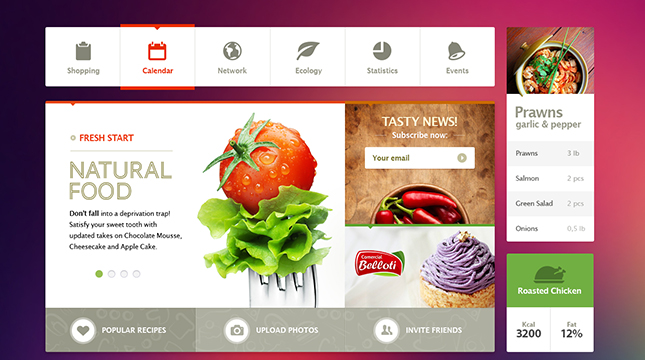 Shopping
Calendar
Network
Ecology
Statistics
Events
FRESH START
NATURAL
FOOD
Don't fall into a deprivation trap!
Satisfy your sweet tooth with
updated takes on Chocolate Mousse,
Cheesecake and Apple Cake.
TASTY NEWS!
Subscribe now:
Your email
Comercial
Belloti
POPULAR RECIPES
UPLOAD PHOTOS
INVITE FRIENDS
Prawns
garlic & pepper
Prawns 3 lb
Salmon 2 pcs
Green Salad 2 pcs
Onions 0,5 lb
Roasted Chicken
Kcal
3200
Fat
12%